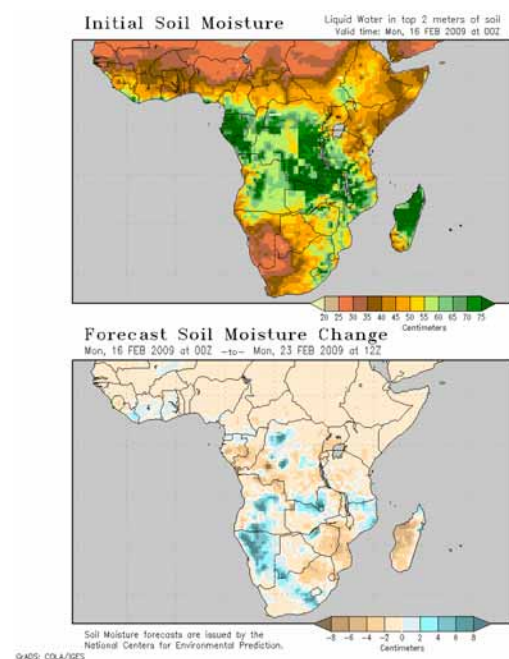 Initial Soil Moisture
Liquid Water in top 2 meters of soil
Valid time: Mon, 16 FEB 2009 at 00Z
20 25 30 35 40 45 50 55 60 65 70 75
Centimeters
Forecast Soil Moisture Change
Mon, 16 FEB 2009 at 00Z —to— Mon, 23 FEB 2009 at 12Z
Soil Moisture forecasts are issued by the
National Centers for Environmental Prediction.
-8 -6 -4 -2 0 2 4 6 8
Centimeters
GrADS: COLA/IGES